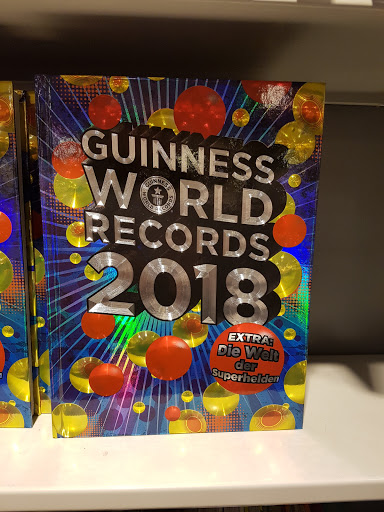 GUINNESS
WORLD
RECORDS
2018
EXTRA:
Die Welt
der
Superhelden